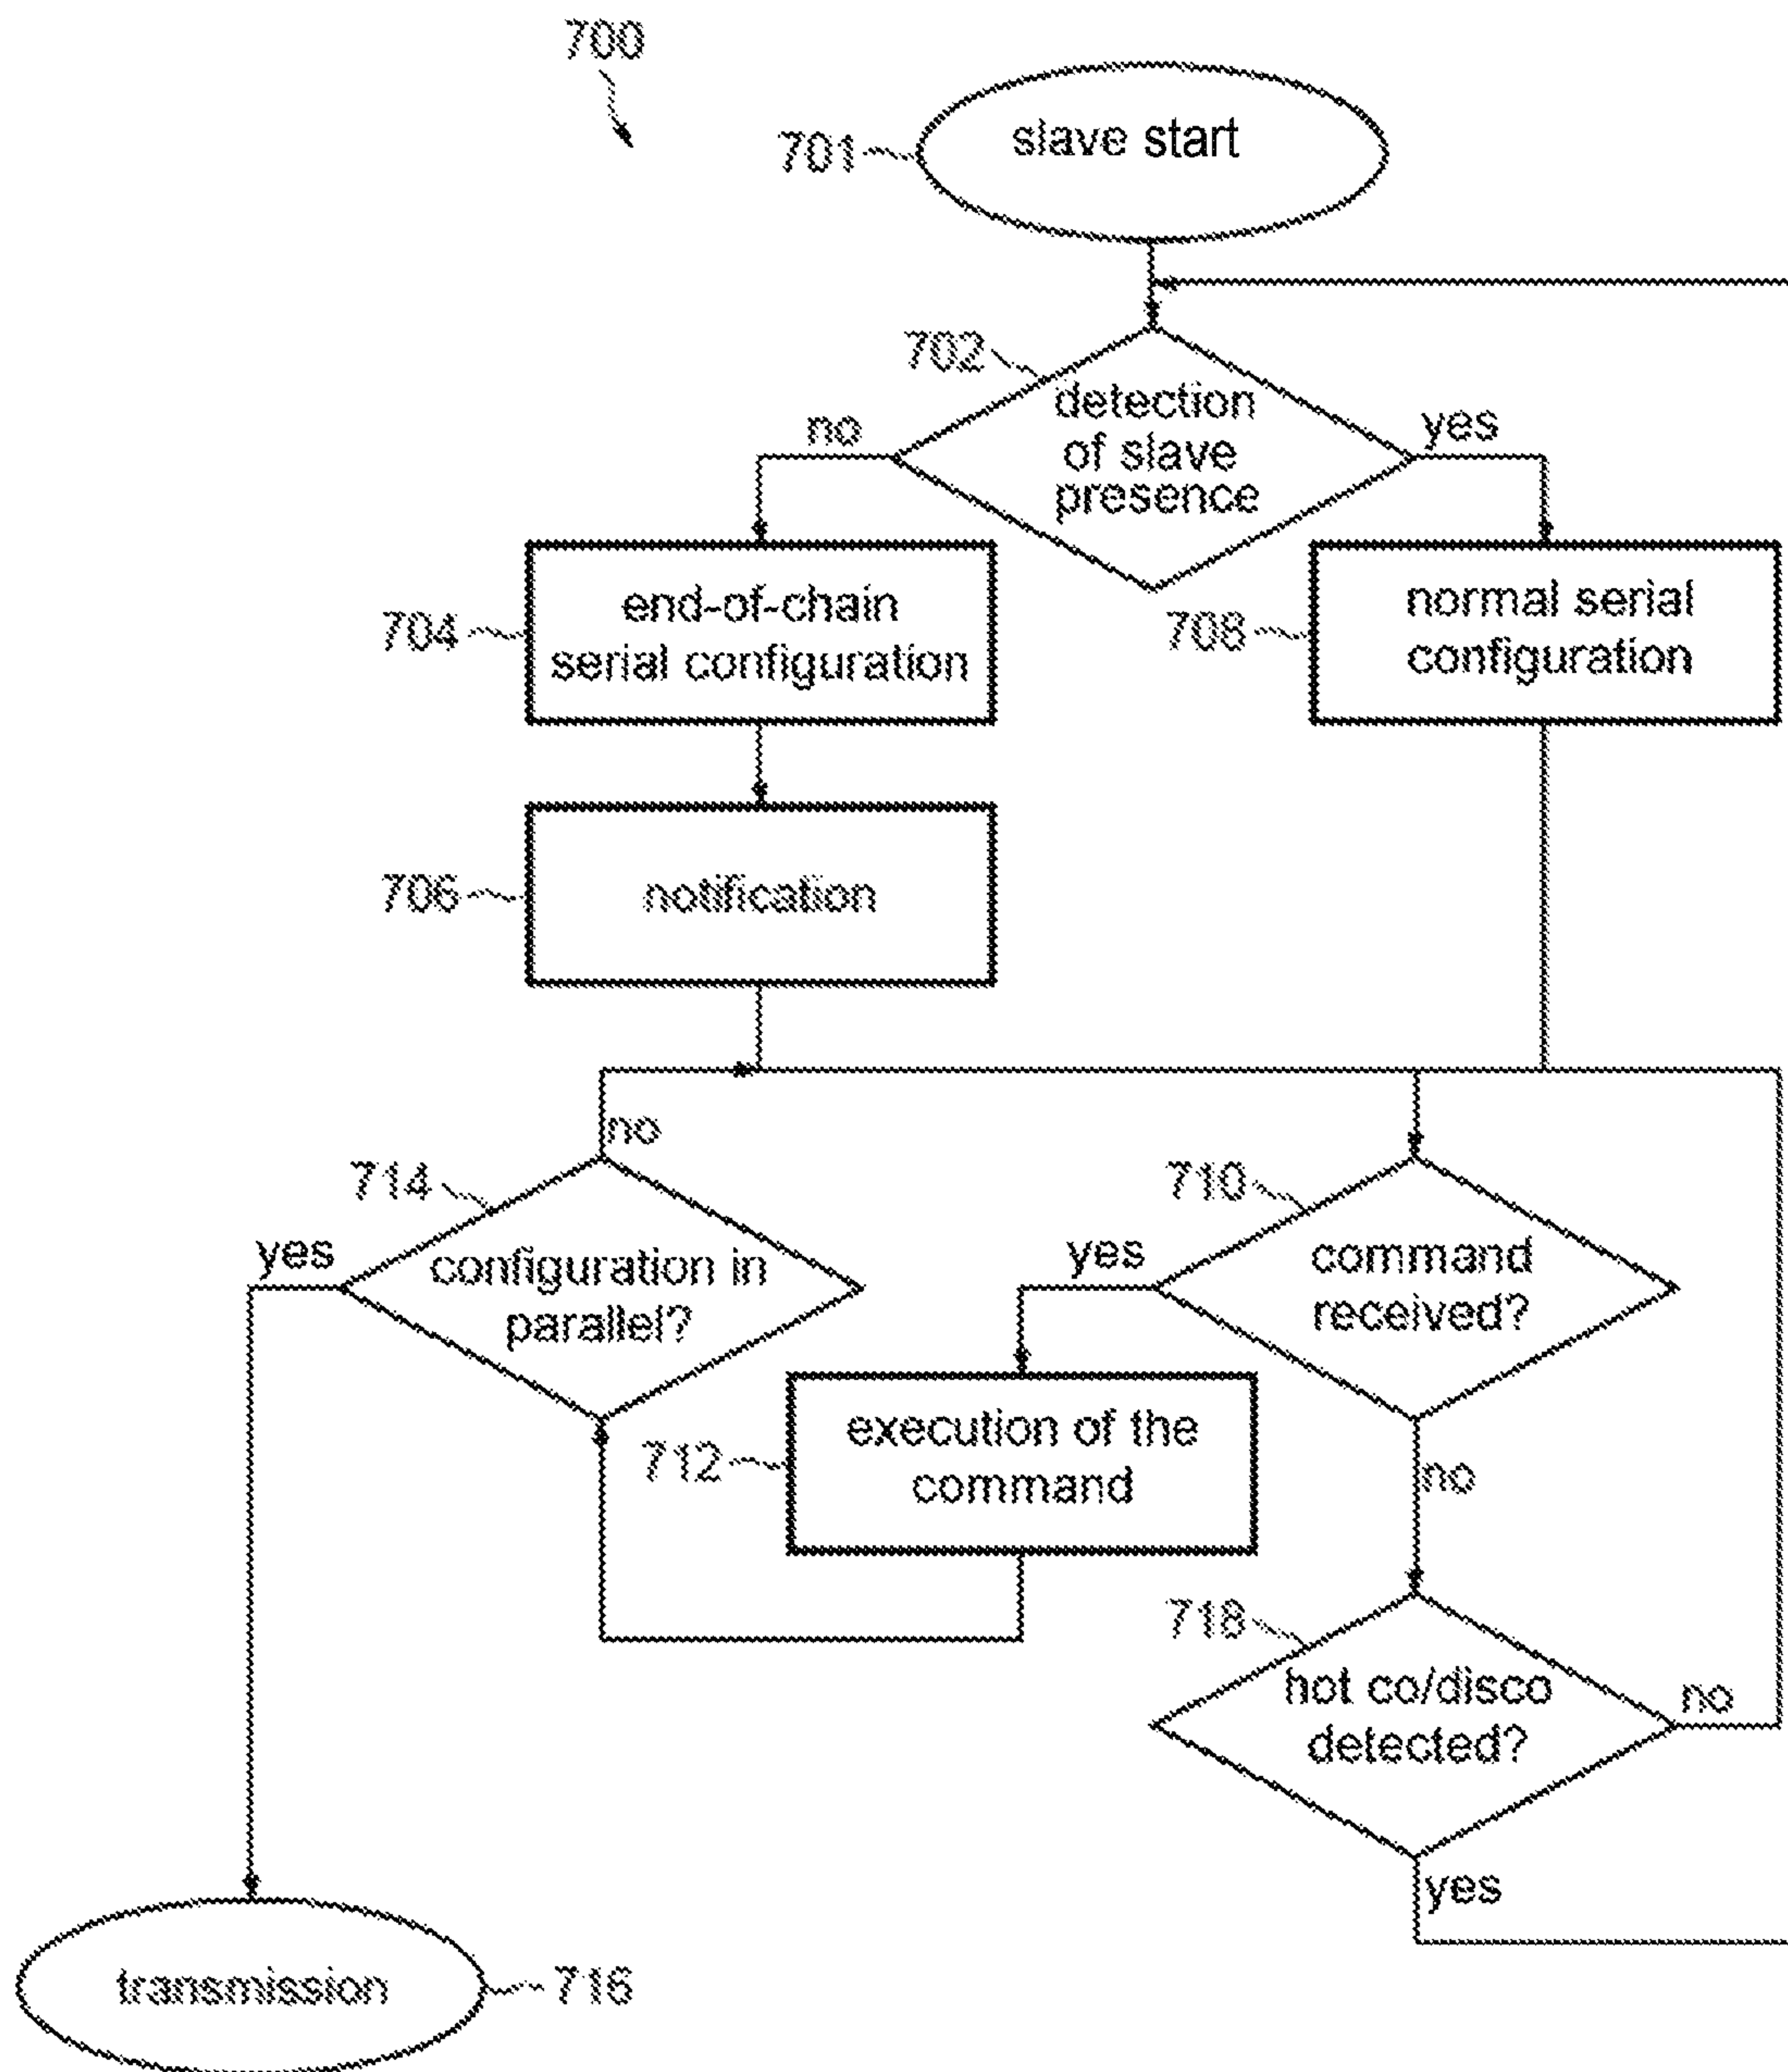 700
701
slave start
702
detection
of slave
presence
no
yes
704
end-of-chain
serial configuration
708
normal serial
configuration
706
notification
no
714
configuration in
parallel?
yes
710
command
received?
yes
712
execution of the
command
no
718
hot co/disco
detected?
no
yes
transmission
716